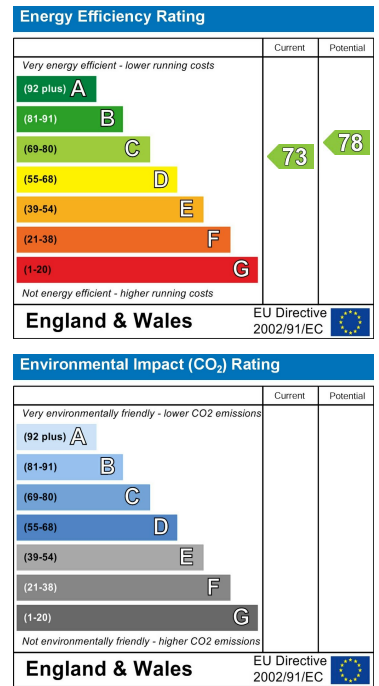 Energy Efficiency Rating
Current Potential
Very energy efficient - lower running costs
(92 plus) A
(81-91) B
(69-80) C
(55-68) D
(39-54) E
(21-38) F
(1-20) G
73
78
Not energy efficient - higher running costs
England & Wales
EU Directive
2002/91/EC
Environmental Impact (CO₂) Rating
Current Potential
Very environmentally friendly - lower CO2 emissions
(92 plus) A
(81-91) B
(69-80) C
(55-68) D
(39-54) E
(21-38) F
(1-20) G
Not environmentally friendly - higher CO2 emissions
England & Wales
EU Directive
2002/91/EC